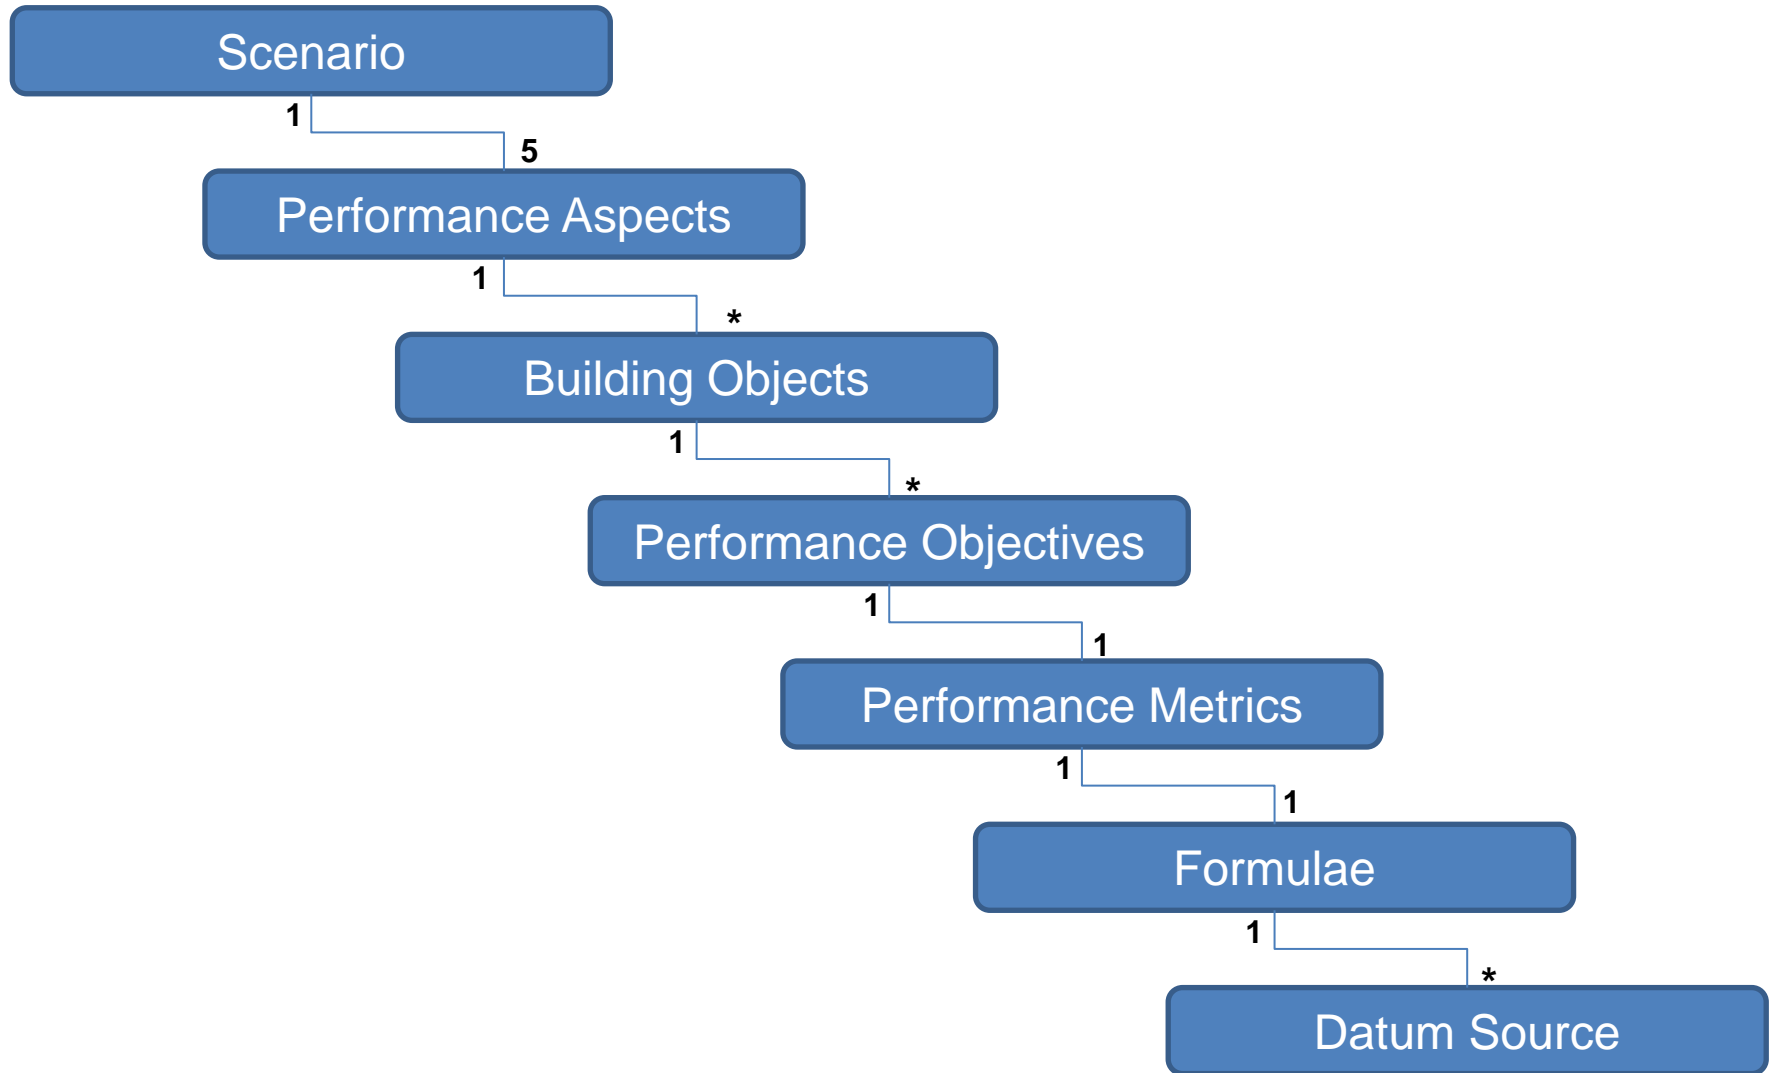 Scenario
1
5
Performance Aspects
1
*
Building Objects
1
*
Performance Objectives
1
1
Performance Metrics
1
1
Formulae
1
*
Datum Source